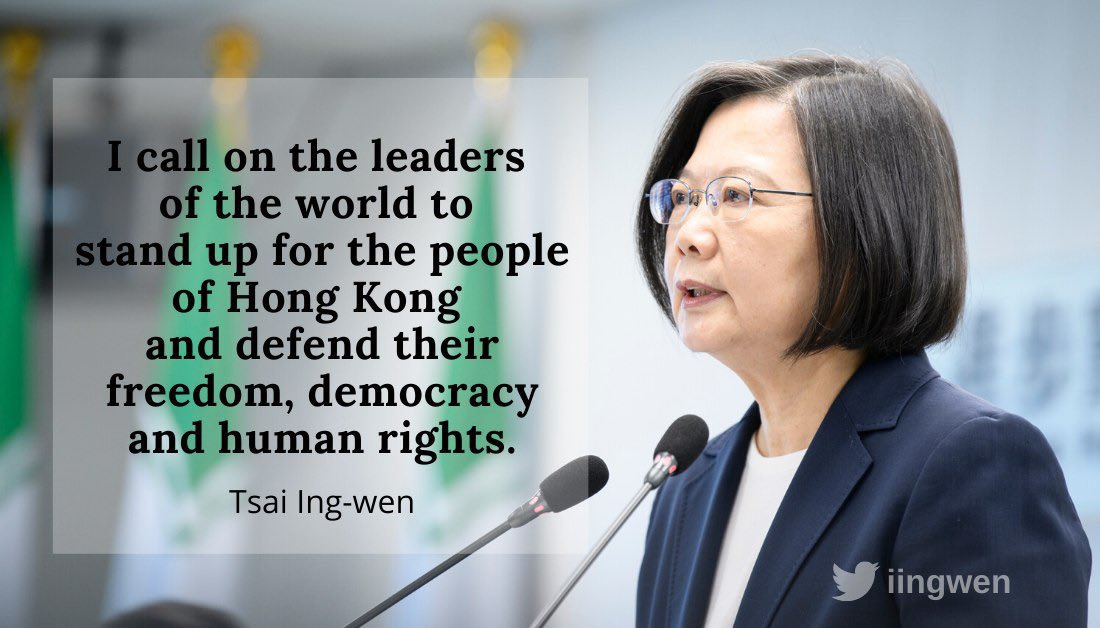 I call on the leaders
of the world to
stand up for the people
of Hong Kong
and defend their
freedom, democracy
and human rights.
Tsai Ing-wen
iingwen